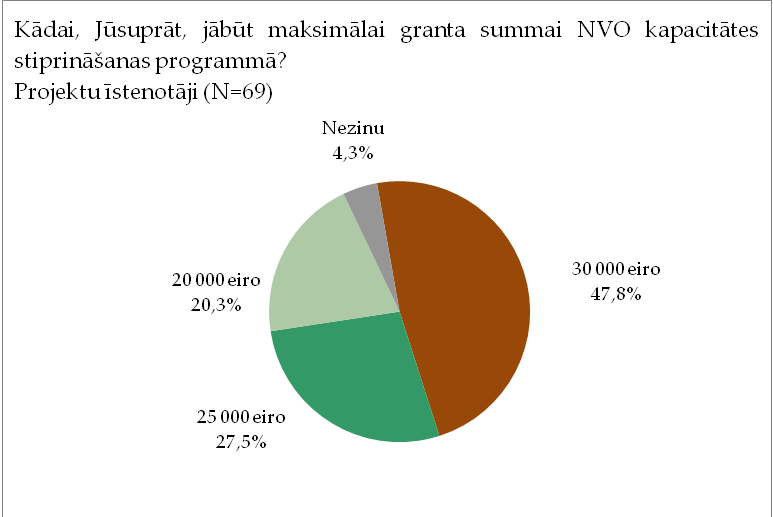 Kādai, Jūsuprāt, jābūt maksimālai granta summai NVO kapacitātes
stiprināšanas programmā?
Projektu īstenotāji (N=69)
Nezinu
4,3%
30 000 eiro
47,8%
20 000 eiro
20,3%
25 000 eiro
27,5%